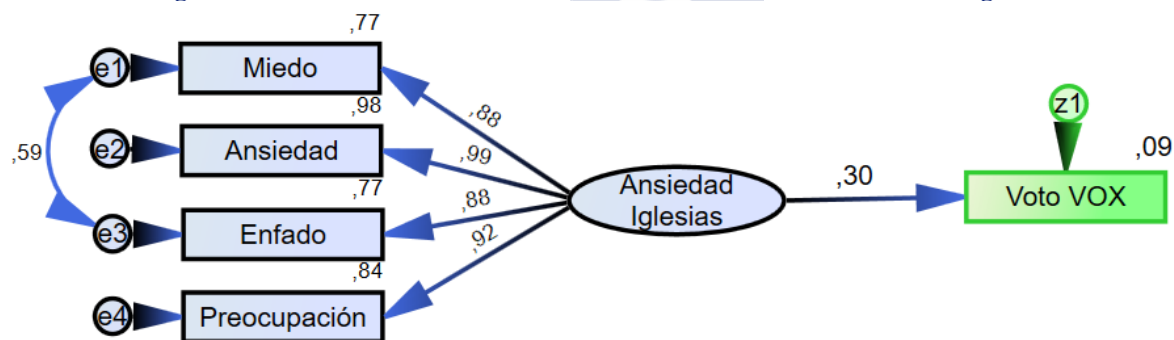 ,77
e1
Miedo
,88
,98
e2
Ansiedad
,99
,59
,77
e3
Enfado
,88
,84
e4
Preocupación
,92
Ansiedad
Iglesias
,30
z1
,09
Voto VOX